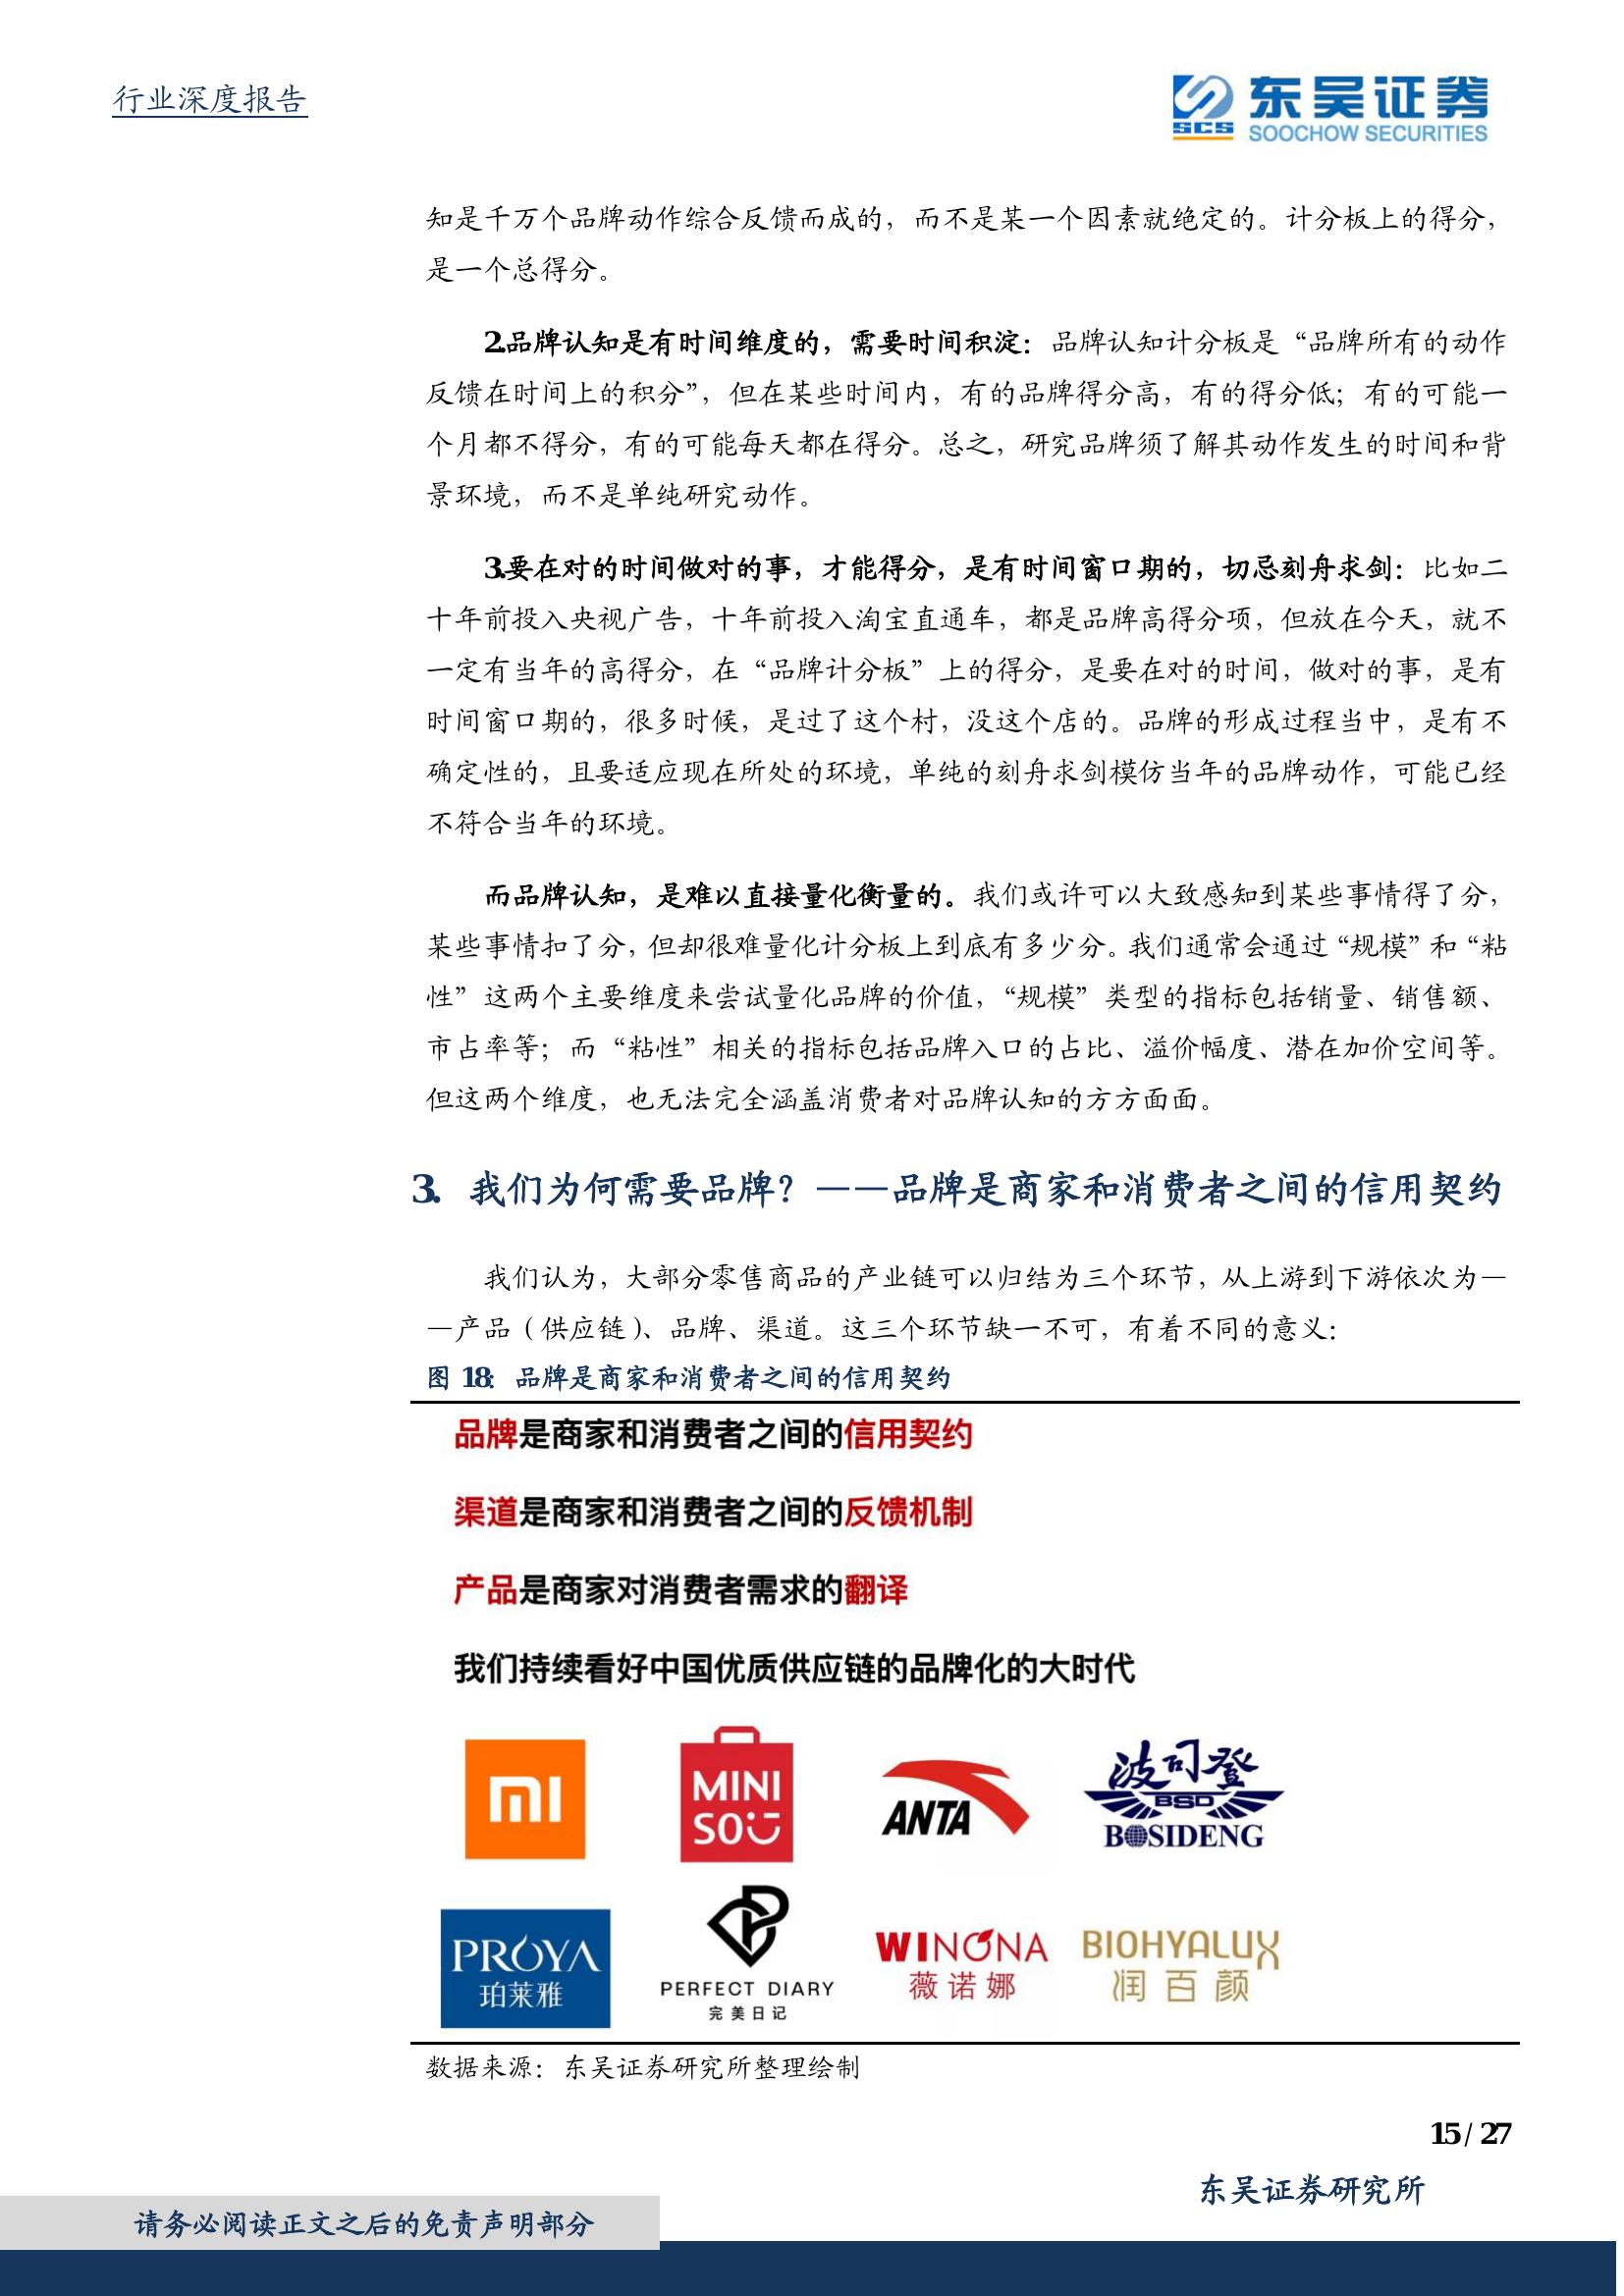 行业深度报告
SCS
东吴证券
SOOCHOW SECURITIES
知是千万个品牌动作综合反馈而成的，而不是某一个因素就绝定的。计分板上的得分，
是一个总得分。
2.品牌认知是有时间维度的，需要时间积淀：品牌认知计分板是“品牌所有的动作
反馈在时间上的积分”，但在某些时间内，有的品牌得分高，有的得分低；有的可能一
个月都不得分，有的可能每天都在得分。总之，研究品牌须了解其动作发生的时间和背
景环境，而不是单纯研究动作。
3.要在对的时间做对的事，才能得分，是有时间窗口期的，切忌刻舟求剑：比如二
十年前投入央视广告，十年前投入淘宝直通车，都是品牌高得分项，但放在今天，就不
一定有当年的高得分，在“品牌计分板”上的得分，是要在对的时间，做对的事，是有
时间窗口期的，很多时候，是过了这个村，没这个店的。品牌的形成过程当中，是有不
确定性的，且要适应现在所处的环境，单纯的刻舟求剑模仿当年的品牌动作，可能已经
不符合当年的环境。
而品牌认知，是难以直接量化衡量的。我们或许可以大致感知到某些事情得了分，
某些事情扣了分，但却很难量化计分板上到底有多少分。我们通常会通过“规模”和“粘
性”这两个主要维度来尝试量化品牌的价值，“规模”类型的指标包括销量、销售额、
市占率等；而“粘性”相关的指标包括品牌入口的占比、溢价幅度、潜在加价空间等。
但这两个维度，也无法完全涵盖消费者对品牌认知的方方面面。
3. 我们为何需要品牌？——品牌是商家和消费者之间的信用契约
我们认为，大部分零售商品的产业链可以归结为三个环节，从上游到下游依次为—
—产品（供应链）、品牌、渠道。这三个环节缺一不可，有着不同的意义：
图 18：品牌是商家和消费者之间的信用契约
品牌是商家和消费者之间的信用契约
渠道是商家和消费者之间的反馈机制
产品是商家对消费者需求的翻译
我们持续看好中国优质供应链的品牌化的大时代
mi
MINI
SO
ANTA
波司登
BSD
BOSIDENG
PROYA
珀莱雅
PERFECT DIARY
完美日记
WINONA
薇诺娜
BIOHYALUX
润百颜
数据来源：东吴证券研究所整理绘制
15 / 27
东吴证券研究所
请务必阅读正文之后的免责声明部分